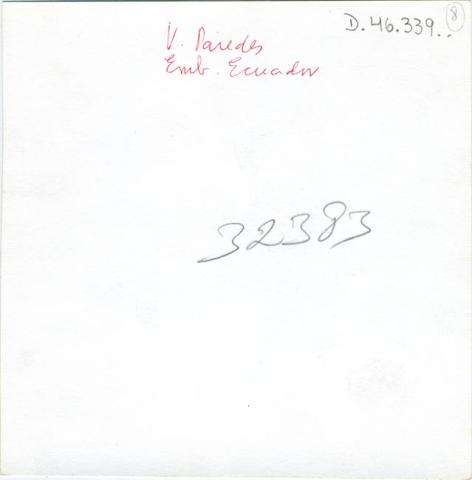 8
D.46.339..
V. Paredes
Emb. Ecuador
32383